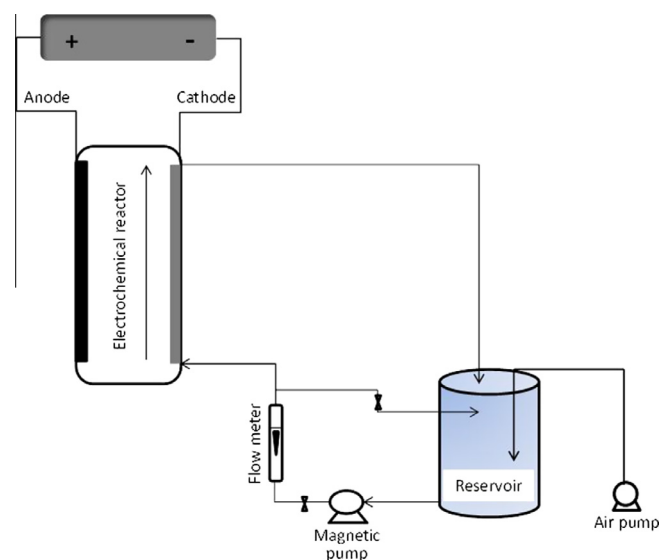 + -
Anode Cathode
Electrochemical reactor
Flow meter
Reservoir
Magnetic
pump
Air pump